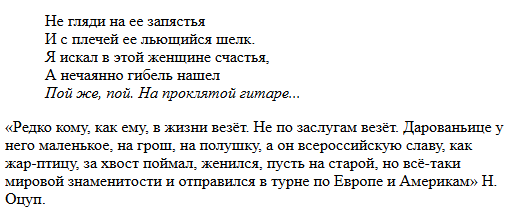 Не гляди на ее запястья
И с плечей ее льющийся шелк.
Я искал в этой женщине счастья,
А нечаянно гибель нашел
Пой же, пой. На проклятой гитаре...
«Редко кому, как ему, в жизни везёт. Не по заслугам везёт. Дарованьице у
него маленькое, на грош, на полушку, а он всероссийскую славу, как
жар-птицу, за хвост поймал, женился, пусть на старой, но всё-таки
мировой знаменитости и отправился в турне по Европе и Америкам» Н.
Оцуп.